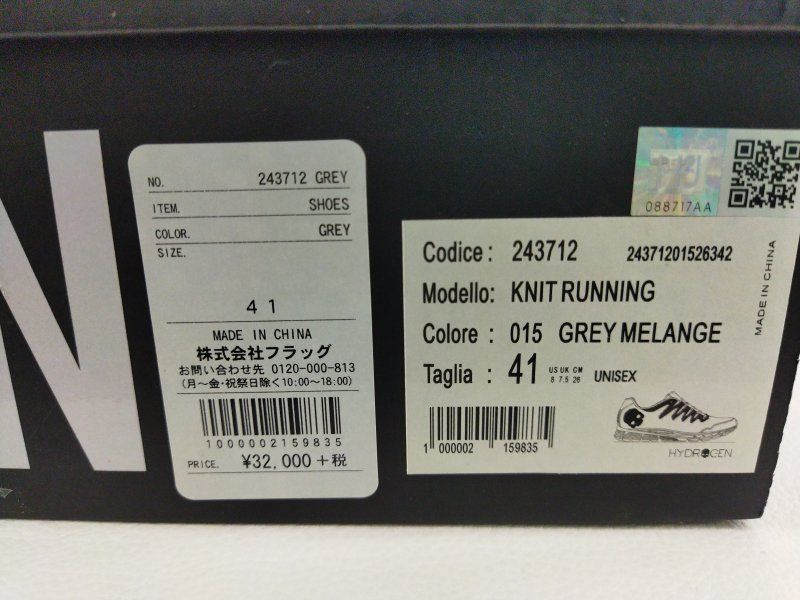 N
NO. 243712 GREY
ITEM. SHOES
COLOR. GREY
SIZE.
41
MADE IN CHINA
株式会社フラッグ
お問い合わせ先 0120-000-813
(月～金・祝祭日除く10:00～18:00)
1000002159835
PRICE. ¥32,000+税
088717AA
Codice : 243712 24371201526342
Modello: KNIT RUNNING
Colore : 015 GREY MELANGE
Taglia : 41 US UK CM UNISEX
8 7.5 26
1 000002 159835
HYDROGEN
MADE IN CHINA